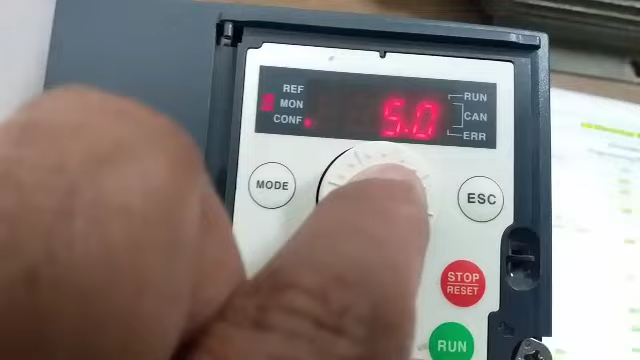 REF
MON
CONF
5.0
RUN
CAN
ERR
MODE
ESC
STOP
RESET
RUN